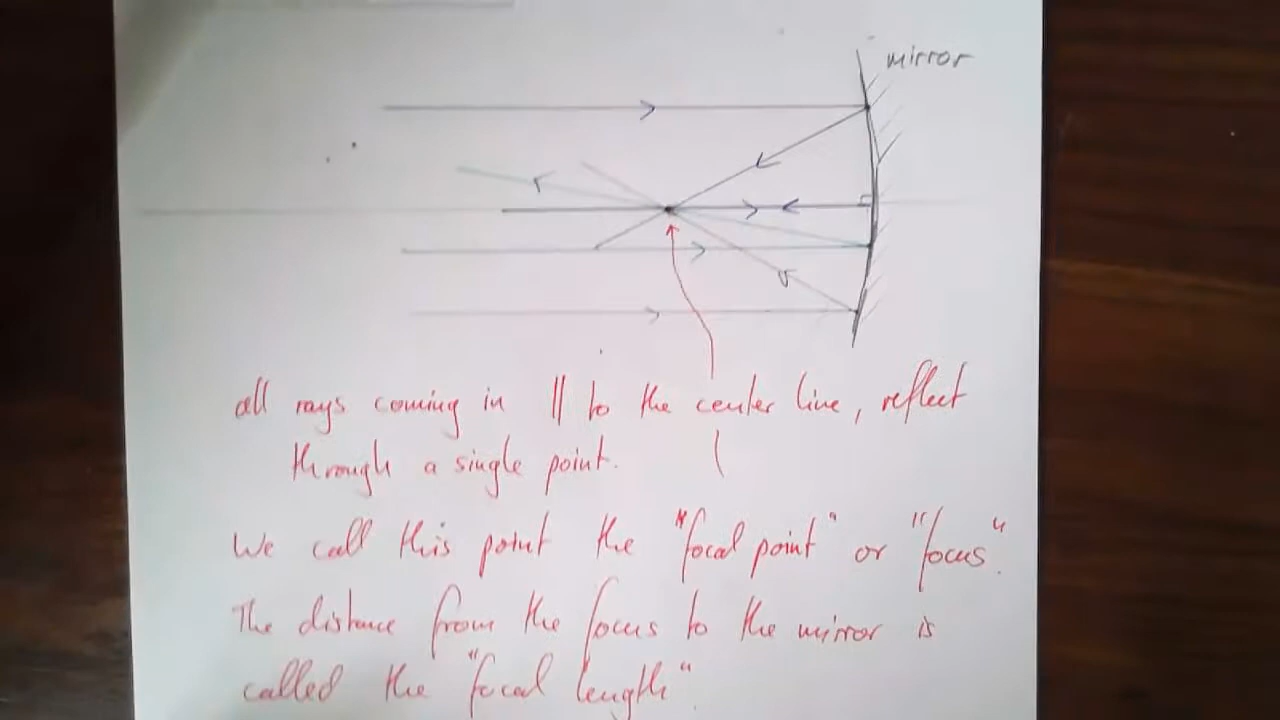 mirror
all rays coming in || to the center line, reflect
through a single point.
We call this point the "focal point" or "focus".
The distance from the focus to the mirror is
called the "focal length"